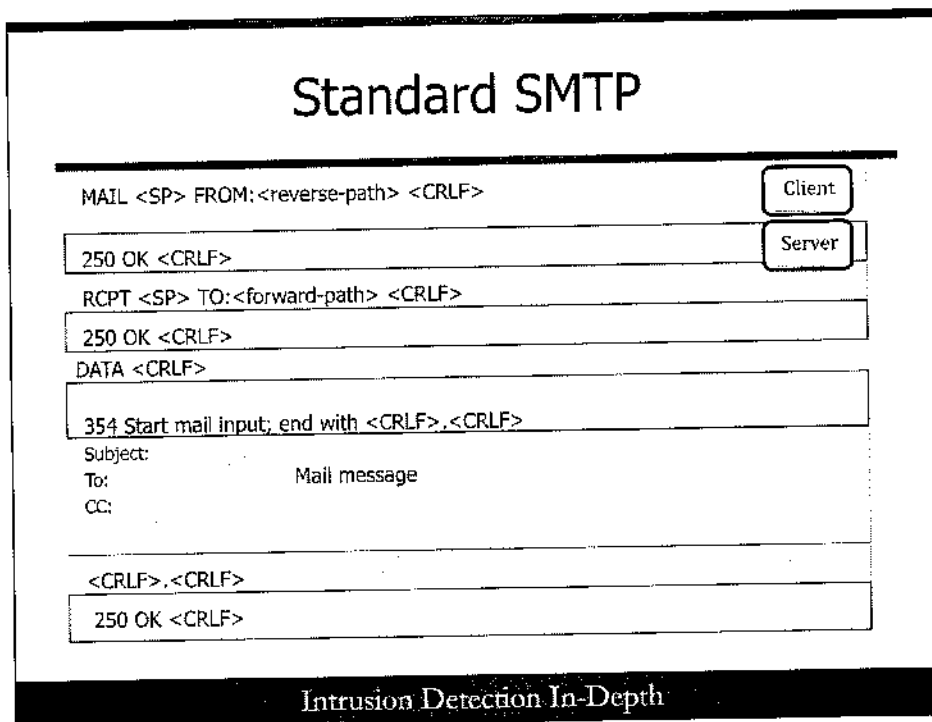 Standard SMTP
MAIL <SP> FROM:<reverse-path> <CRLF>
Client
250 OK <CRLF>
Server
RCPT <SP> TO:<forward-path> <CRLF>
250 OK <CRLF>
DATA <CRLF>
354 Start mail input; end with <CRLF>.<CRLF>
Subject:
To:
Mail message
CC:
<CRLF>.<CRLF>
250 OK <CRLF>
Intrusion Detection In-Depth